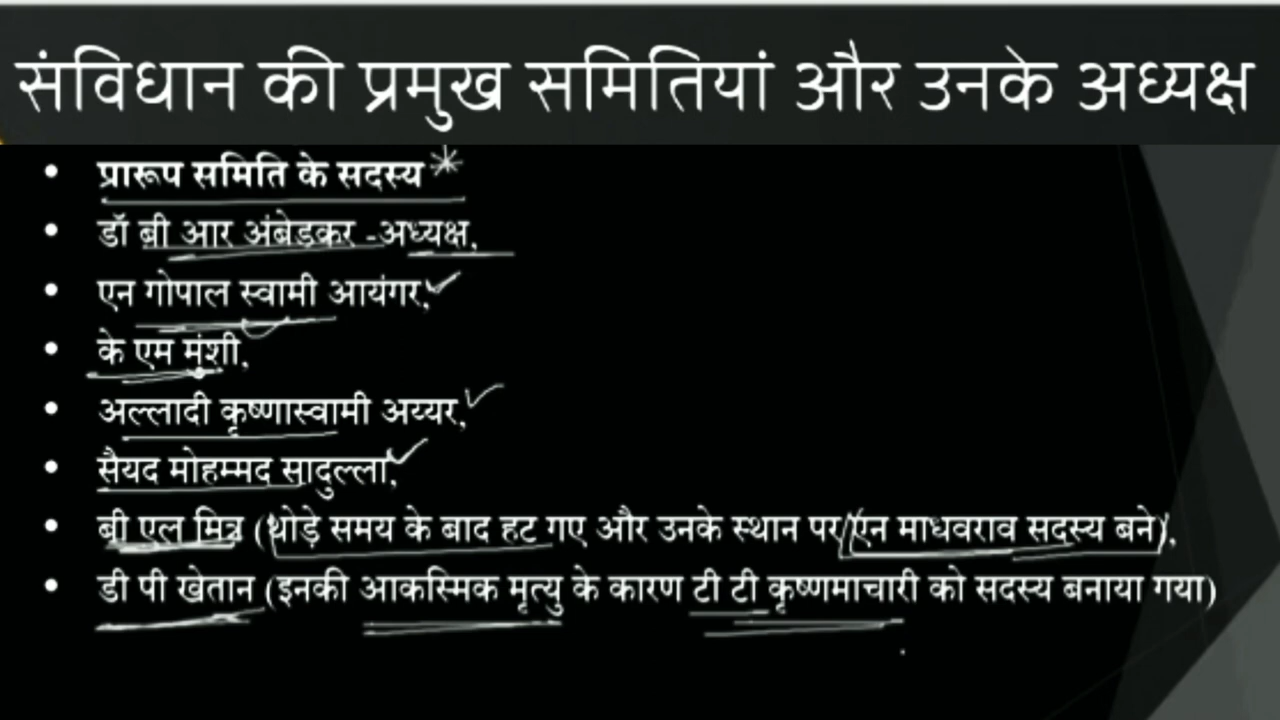 संविधान की प्रमुख समितियां और उनके अध्यक्ष
• प्रारूप समिति के सदस्य *
• डॉ बी आर अंबेडकर -अध्यक्ष,
• एन गोपाल स्वामी आयंगर,
• के एम मुंशी,
• अल्लादी कृष्णास्वामी अय्यर,
• सैयद मोहम्मद सादुल्ला,
• बी एल मित्र (थोड़े समय के बाद हट गए और उनके स्थान पर एन माधवराव सदस्य बने),
• डी पी खेतान (इनकी आकस्मिक मृत्यु के कारण टी टी कृष्णमाचारी को सदस्य बनाया गया)